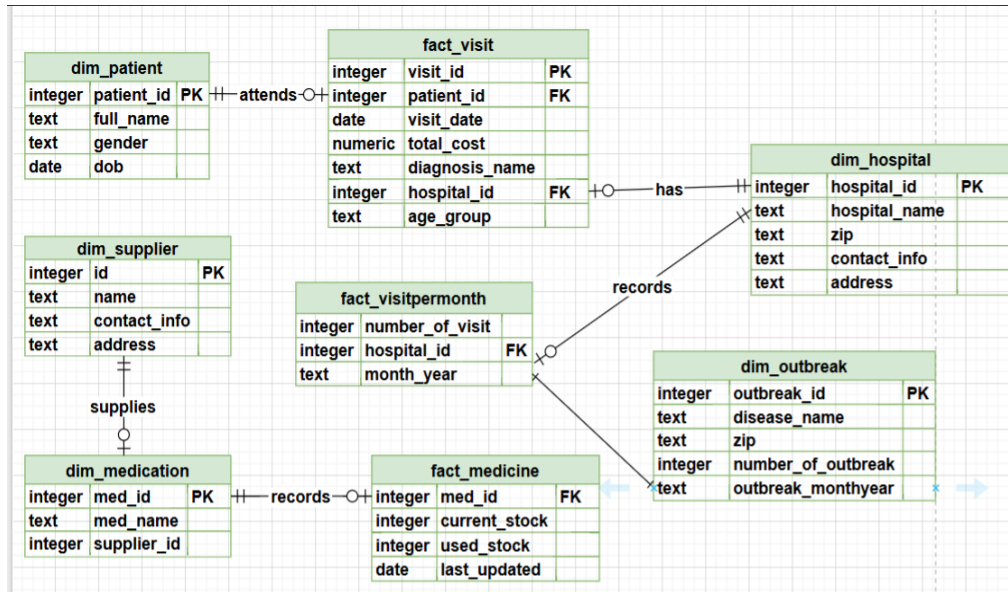 dim_patient
integer patient_id PK
text full_name
text gender
date dob
attends
fact_visit
integer visit_id PK
integer patient_id FK
date visit_date
numeric total_cost
text diagnosis_name
integer hospital_id FK
text age_group
has
dim_hospital
integer hospital_id PK
text hospital_name
text zip
text contact_info
text address
records
dim_supplier
integer id PK
text name
text contact_info
text address
supplies
fact_visitpermonth
integer number_of_visit
integer hospital_id FK
text month_year
dim_outbreak
integer outbreak_id PK
text disease_name
text zip
integer number_of_outbreak
text outbreak_monthyear
dim_medication
integer med_id PK
text med_name
integer supplier_id
records
fact_medicine
integer med_id FK
integer current_stock
integer used_stock
date last_updated